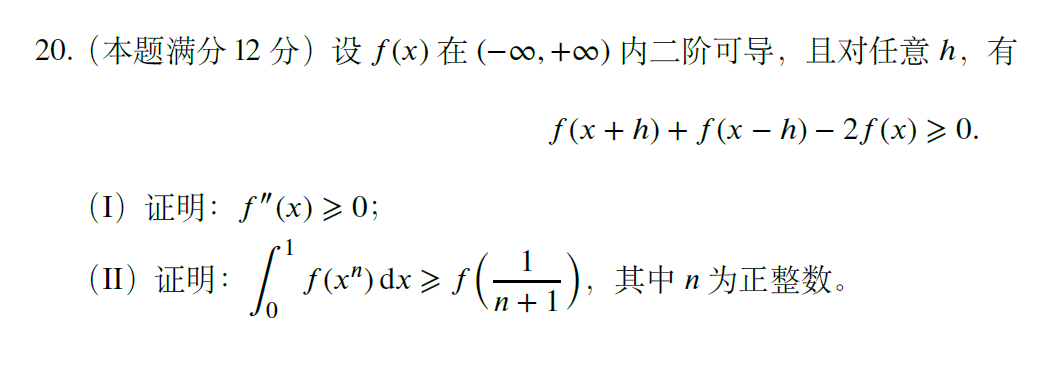 20.（本题满分 12 分）设 f(x) 在 (−∞, +∞) 内二阶可导，且对任意 h，有
f(x + h) + f(x − h) − 2f(x) ⩾ 0.
（I）证明：f″(x) ⩾ 0；
（II）证明：∫₀¹ f(xⁿ) dx ⩾ f(1/(n + 1))，其中 n 为正整数。